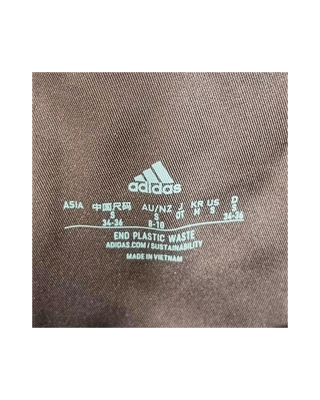 adidas
ASIA 中国尺码 AU/NZ J KR US D
S S OT M S S
34-36 8-10 34-36
END PLASTIC WASTE
ADIDAS.COM/SUSTAINABILITY
MADE IN VIETNAM